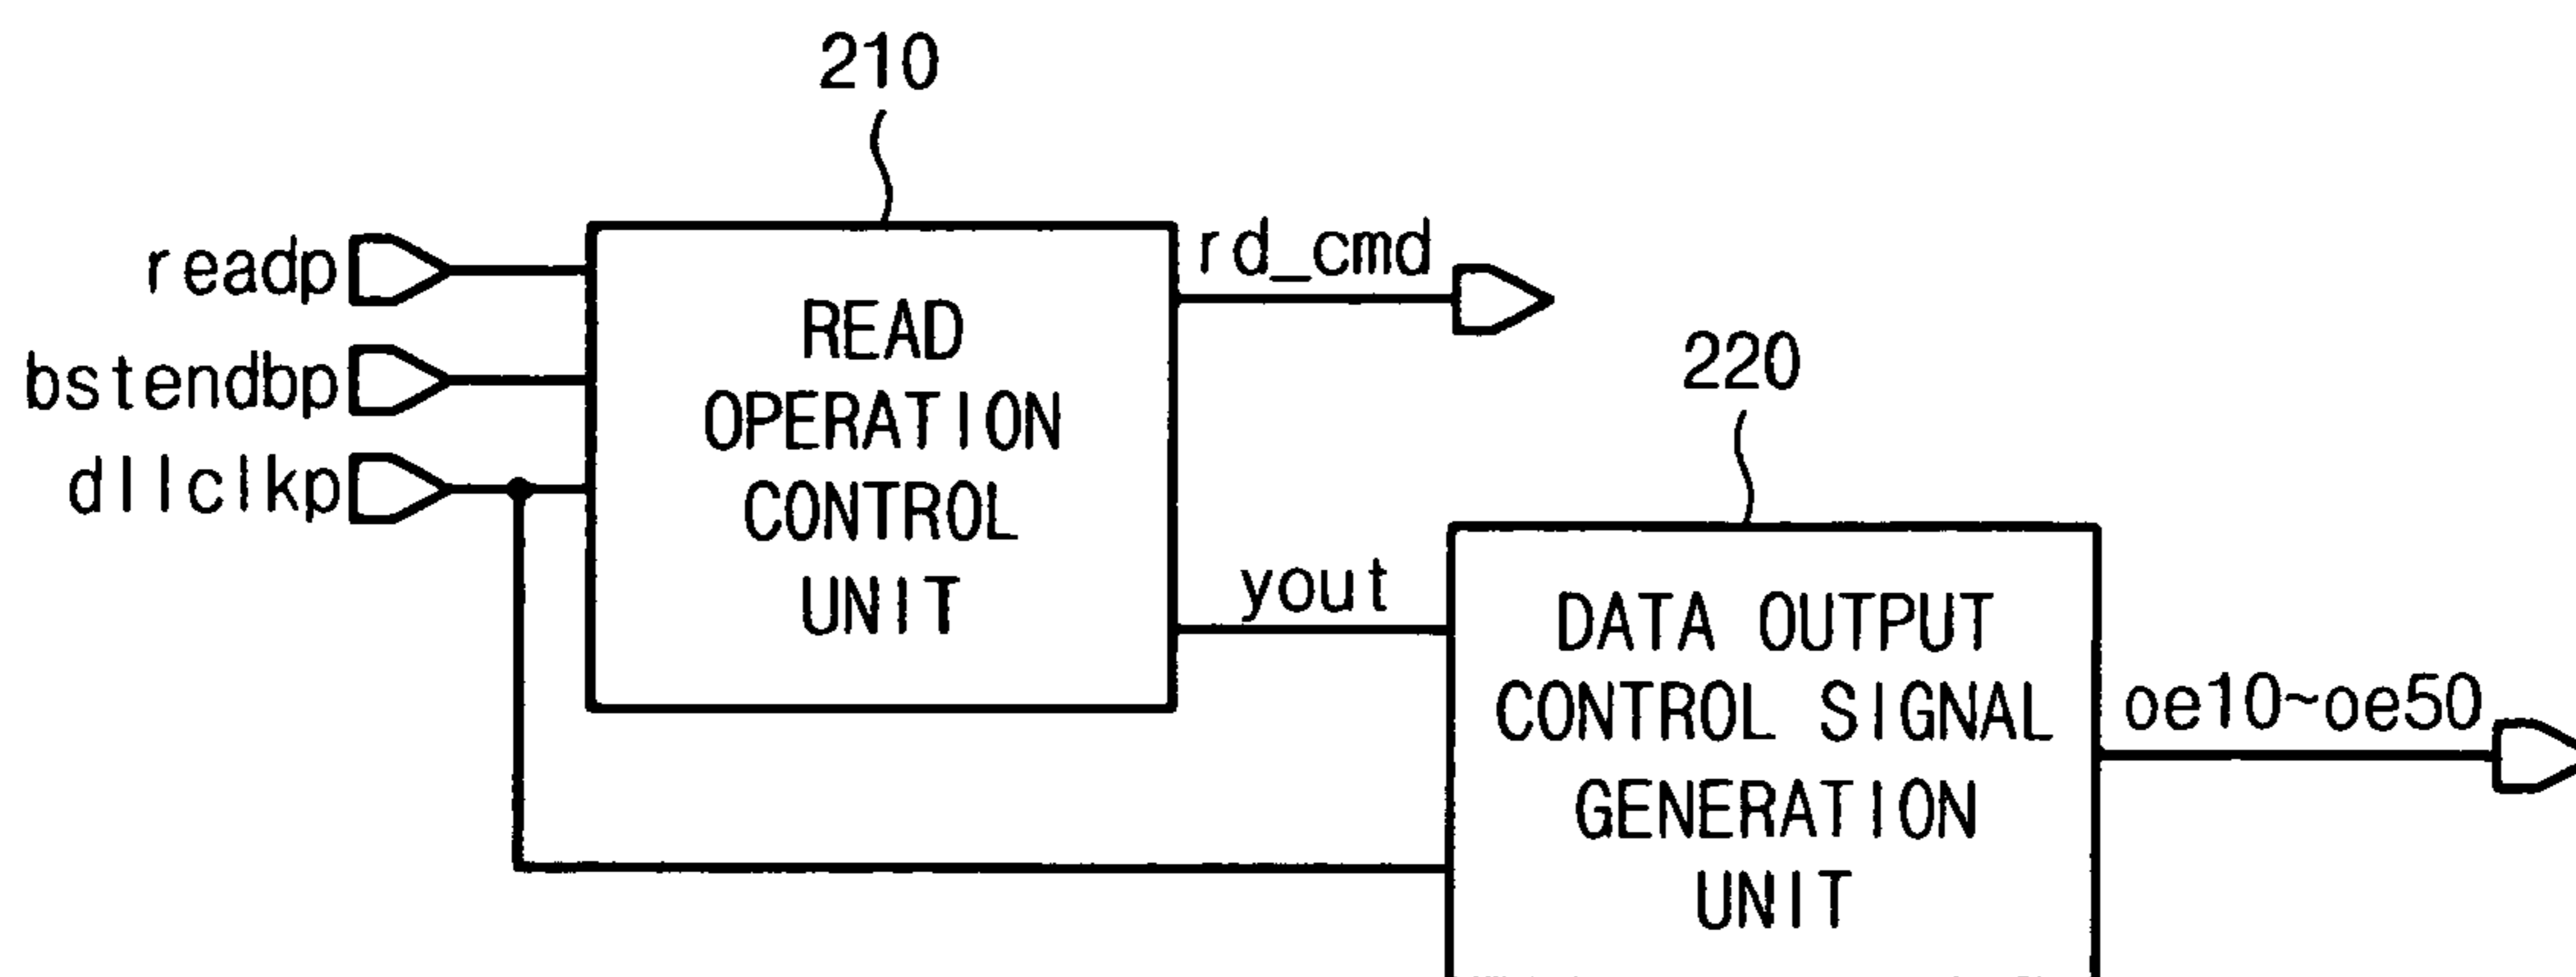 210
readp
bstendbp
dllclkp
READ
OPERATION
CONTROL
UNIT
rd_cmd
yout
220
DATA OUTPUT
CONTROL SIGNAL
GENERATION
UNIT
oe10~oe50